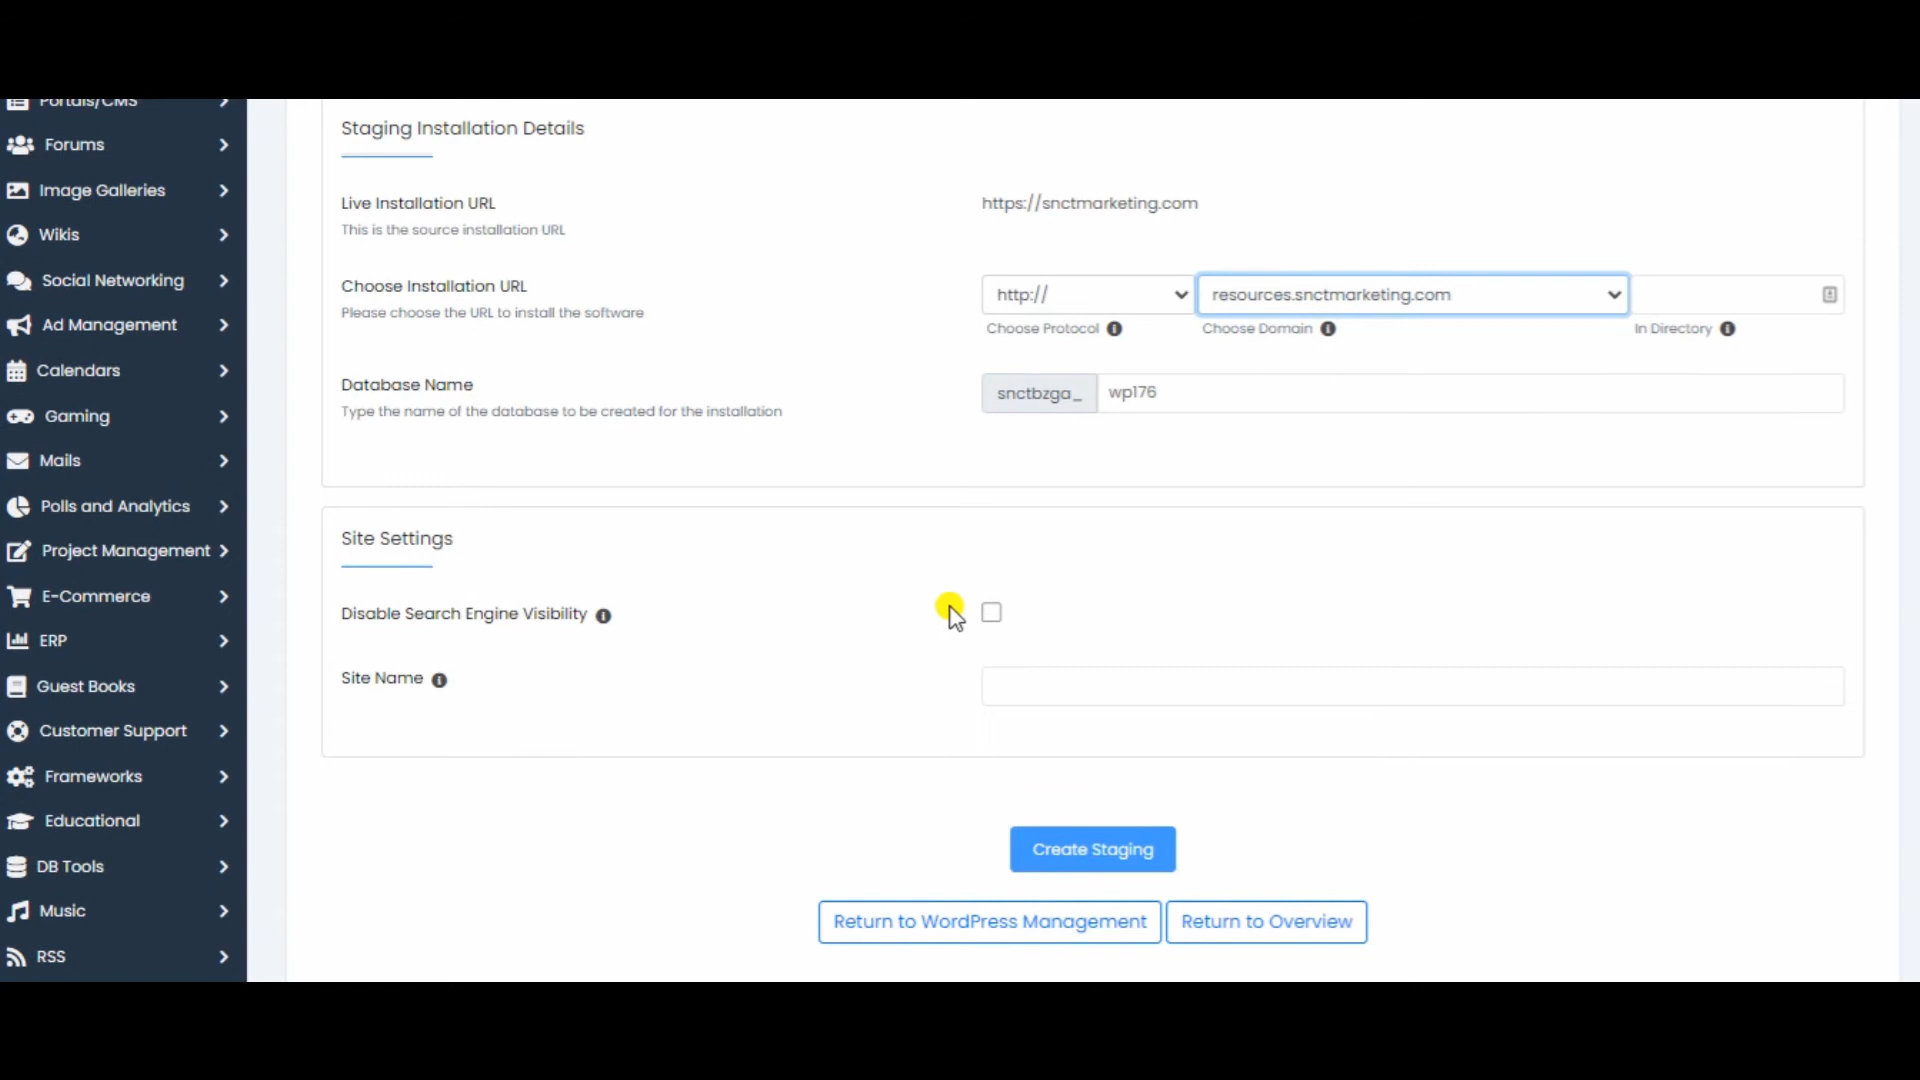 Portals/CMS
Forums
Image Galleries
Wikis
Social Networking
Ad Management
Calendars
Gaming
Mails
Polls and Analytics
Project Management
E-Commerce
ERP
Guest Books
Customer Support
Frameworks
Educational
DB Tools
Music
RSS
Staging Installation Details
Live Installation URL
https://snctmarketing.com
This is the source installation URL
Choose Installation URL
http:// resources.snctmarketing.com
Please choose the URL to install the software
Choose Protocol Choose Domain In Directory
Database Name
snctbzga_ wp176
Type the name of the database to be created for the installation
Site Settings
Disable Search Engine Visibility
Site Name
Create Staging
Return to WordPress Management Return to Overview